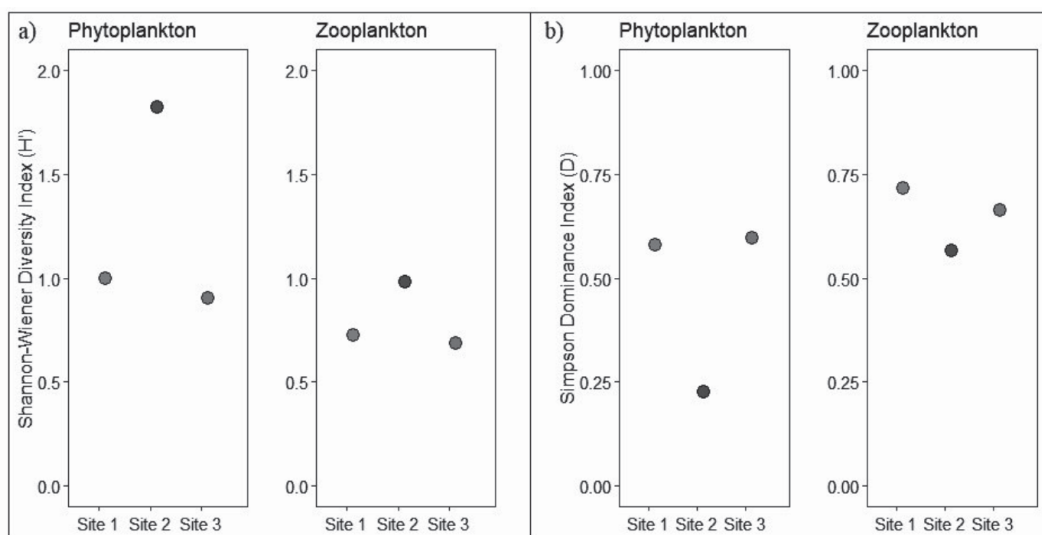 a)
Phytoplankton
Zooplankton
Shannon-Wiener Diversity Index (H')
2.0
1.5
1.0
0.5
0.0
2.0
1.5
1.0
0.5
0.0
Site 1 Site 2 Site 3
Site 1 Site 2 Site 3
b)
Phytoplankton
Zooplankton
Simpson Dominance Index (D)
1.00
0.75
0.50
0.25
0.00
1.00
0.75
0.50
0.25
0.00
Site 1 Site 2 Site 3
Site 1 Site 2 Site 3